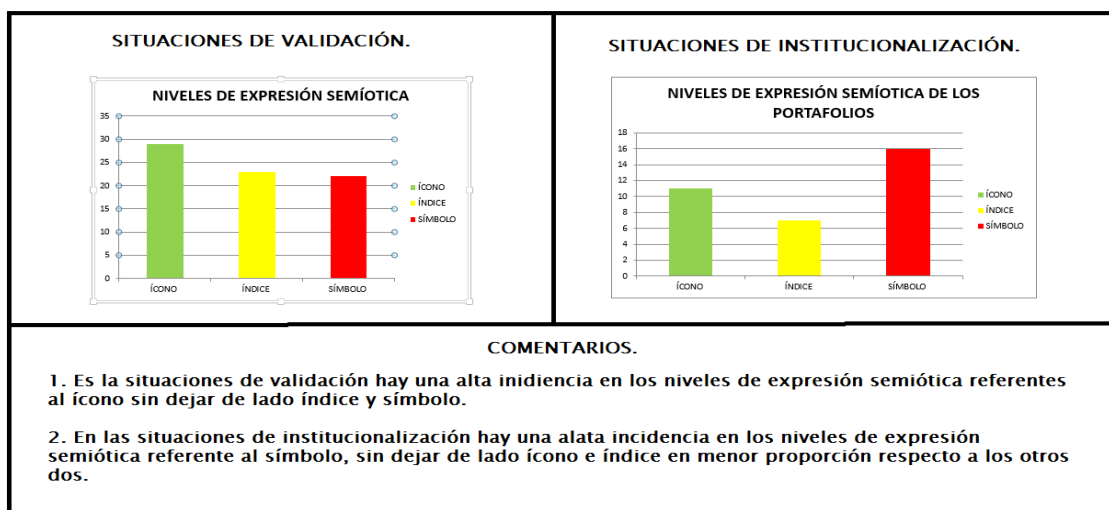 SITUACIONES DE VALIDACIÓN.
NIVELES DE EXPRESIÓN SEMÍOTICA
35
30
25
20
15
10
5
0
ÍCONO
ÍNDICE
SÍMBOLO
ÍCONO
ÍNDICE
SÍMBOLO
SITUACIONES DE INSTITUCIONALIZACIÓN.
NIVELES DE EXPRESIÓN SEMÍOTICA DE LOS
PORTAFOLIOS
18
16
14
12
10
8
6
4
2
0
ÍCONO
ÍNDICE
SÍMBOLO
ÍCONO
ÍNDICE
SÍMBOLO
COMENTARIOS.
1. Es la situaciones de validación hay una alta inidiencia en los niveles de expresión semiótica referentes
al ícono sin dejar de lado índice y símbolo.
2. En las situaciones de institucionalización hay una alata incidencia en los niveles de expresión
semiótica referente al símbolo, sin dejar de lado ícono e índice en menor proporción respecto a los otros
dos.